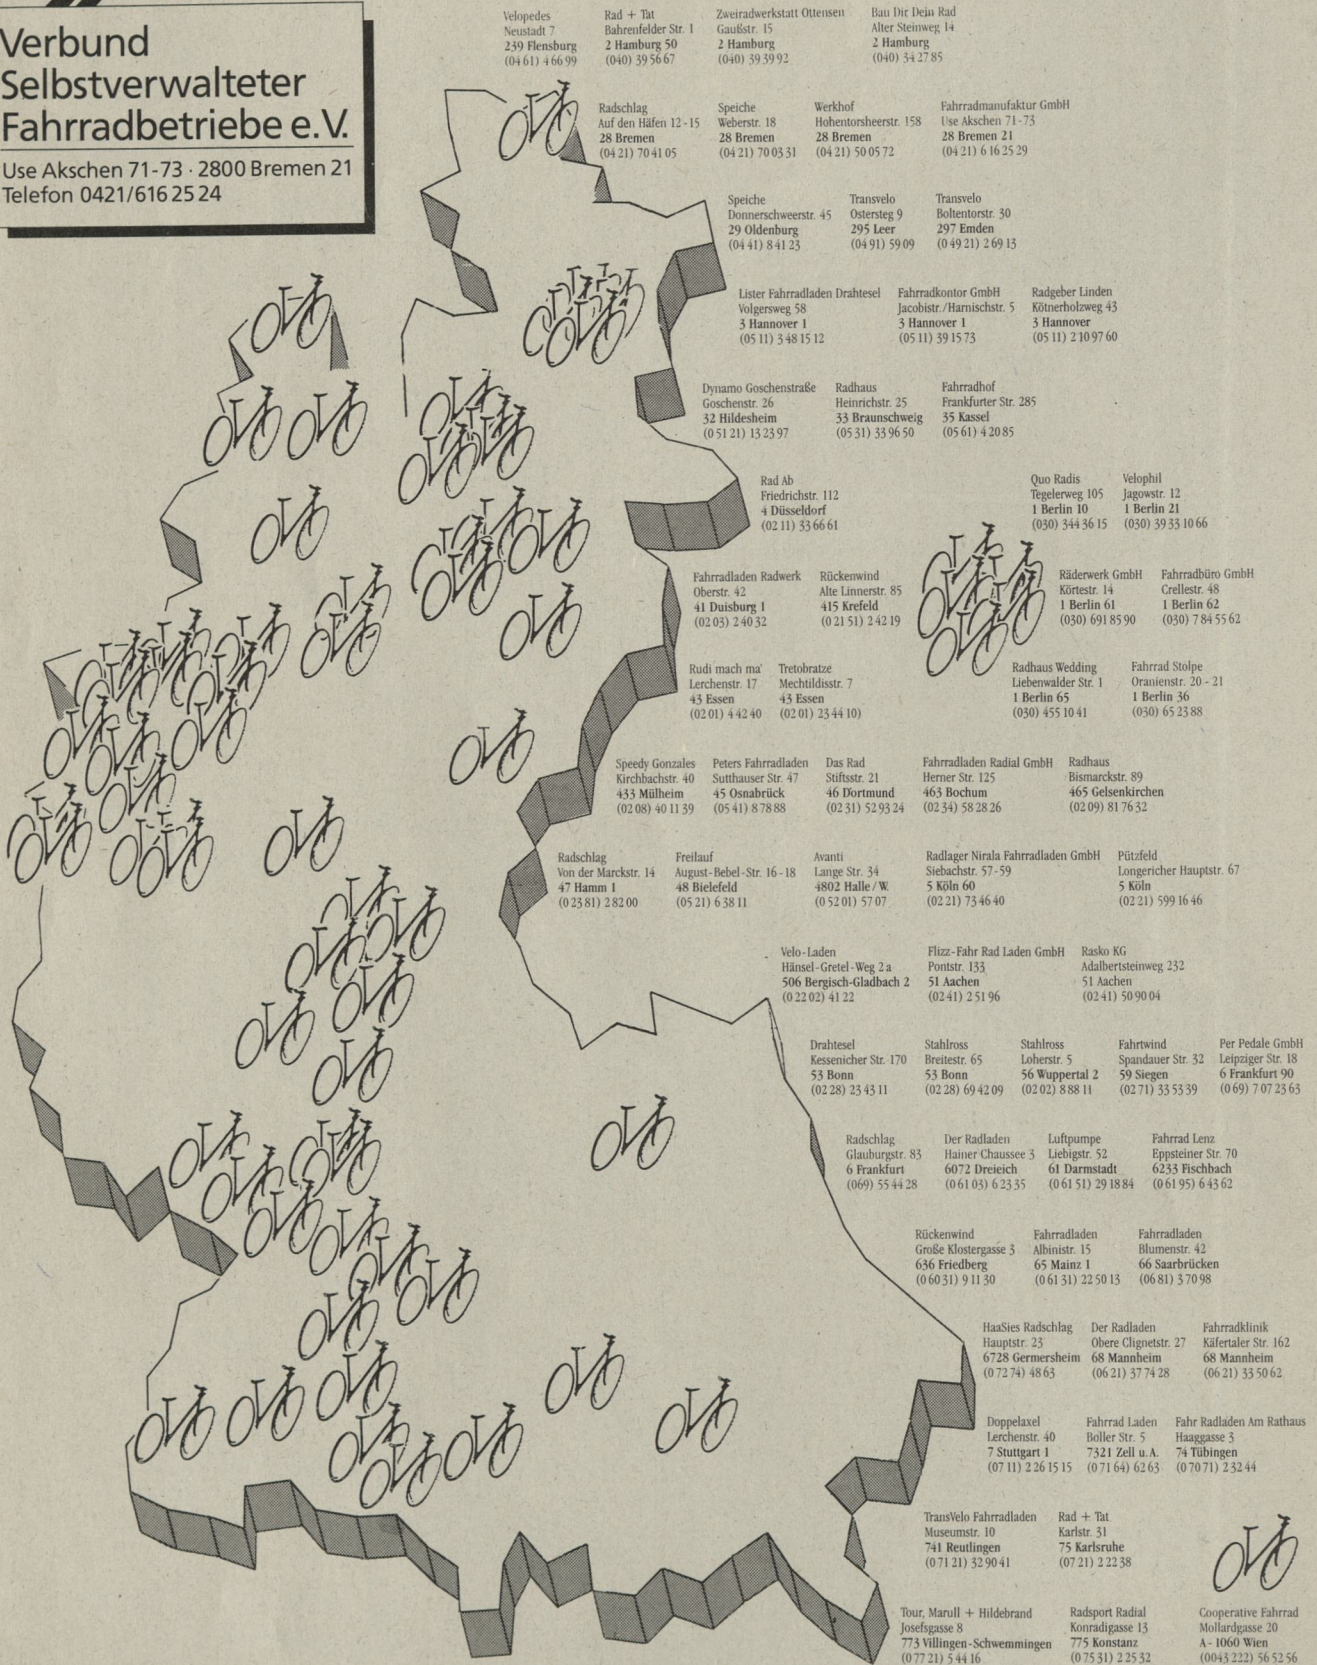 Verbund
Selbstverwalteter
Fahrradbetriebe e.V.
Use Akschen 71-73 · 2800 Bremen 21
Telefon 0421/616 25 24
Velopedes
Neustadt 7
239 Flensburg
(04 61) 4 66 99
Rad + Tat
Bahrenfelder Str. 1
2 Hamburg 50
(040) 39 56 67
Zweiradwerkstatt Ottensen
Gaußstr. 15
2 Hamburg
(040) 39 39 92
Bau Dir Dein Rad
Alter Steinweg 14
2 Hamburg
(040) 34 27 85
Radschlag
Auf den Häfen 12-15
28 Bremen
(04 21) 70 41 05
Speiche
Weberstr. 18
28 Bremen
(04 21) 70 03 31
Werkhof
Hohentorsheerstr. 158
28 Bremen
(04 21) 50 05 72
Fahrradmanufaktur GmbH
Use Akschen 71-73
28 Bremen 21
(04 21) 6 16 25 29
Speiche
Donnerschweerstr. 45
29 Oldenburg
(04 41) 8 41 23
Transvelo
Ostersteg 9
295 Leer
(04 91) 59 09
Transvelo
Boltentorstr. 30
297 Emden
(0 49 21) 2 69 13
Lister Fahrradladen Drahtesel
Volgersweg 58
3 Hannover 1
(05 11) 3 48 15 12
Fahrradkontor GmbH
Jacobistr./Harnischstr. 5
3 Hannover 1
(05 11) 39 15 73
Radgeber Linden
Kötnerholzweg 43
3 Hannover
(05 11) 2 10 97 60
Dynamo Goschenstraße
Goschenstr. 26
32 Hildesheim
(0 51 21) 13 23 97
Radhaus
Heinrichstr. 25
33 Braunschweig
(05 31) 33 96 50
Fahrradhof
Frankfurter Str. 285
35 Kassel
(05 61) 4 20 85
Rad Ab
Friedrichstr. 112
4 Düsseldorf
(02 11) 33 66 61
Quo Radis
Tegelerweg 105
1 Berlin 10
(030) 344 36 15
Velophil
Jagowstr. 12
1 Berlin 21
(030) 39 33 10 66
Fahrradladen Radwerk
Oberstr. 42
41 Duisburg 1
(02 03) 2 40 32
Rückenwind
Alte Linnerstr. 85
415 Krefeld
(0 21 51) 2 42 19
Räderwerk GmbH
Körtestr. 14
1 Berlin 61
(030) 691 85 90
Fahrradbüro GmbH
Crellestr. 48
1 Berlin 62
(030) 7 84 55 62
Rudi mach ma'
Lerchenstr. 17
43 Essen
(02 01) 4 42 40
Tretobratze
Mechtildisstr. 7
43 Essen
(02 01) 23 44 10)
Radhaus Wedding
Liebenwalder Str. 1
1 Berlin 65
(030) 455 10 41
Fahrrad Stolpe
Oranienstr. 20 - 21
1 Berlin 36
(030) 65 23 88
Speedy Gonzales
Kirchbachstr. 40
433 Mülheim
(02 08) 40 11 39
Peters Fahrradladen
Sutthauser Str. 47
45 Osnabrück
(05 41) 8 78 88
Das Rad
Stiftsstr. 21
46 Dortmund
(02 31) 52 93 24
Fahrradladen Radial GmbH
Herner Str. 125
463 Bochum
(02 34) 58 28 26
Radhaus
Bismarckstr. 89
465 Gelsenkirchen
(02 09) 81 76 32
Radschlag
Von der Marckstr. 14
47 Hamm 1
(0 23 81) 2 82 00
Freilauf
August-Bebel-Str. 16-18
48 Bielefeld
(05 21) 6 38 11
Avanti
Lange Str. 34
4802 Halle/W.
(0 52 01) 57 07
Radlager Nirala Fahrradladen GmbH
Siebachstr. 57-59
5 Köln 60
(02 21) 73 46 40
Pützfeld
Longericher Hauptstr. 67
5 Köln
(02 21) 599 16 46
Velo-Laden
Hänsel-Gretel-Weg 2 a
506 Bergisch-Gladbach 2
(0 22 02) 41 22
Flizz-Fahr Rad Laden GmbH
Pontstr. 133
51 Aachen
(02 41) 2 51 96
Rasko KG
Adalbertsteinweg 232
51 Aachen
(02 41) 50 90 04
Drahtesel
Kessenicher Str. 170
53 Bonn
(02 28) 23 43 11
Stahlross
Breitestr. 65
53 Bonn
(02 28) 69 42 09
Stahlross
Loherstr. 5
56 Wuppertal 2
(02 02) 8 88 11
Fahrtwind
Spandauer Str. 32
59 Siegen
(02 71) 33 53 39
Per Pedale GmbH
Leipziger Str. 18
6 Frankfurt 90
(0 69) 7 07 23 63
Radschlag
Glauburgstr. 83
6 Frankfurt
(069) 55 44 28
Der Radladen
Hainer Chaussee 3
6072 Dreieich
(0 61 03) 6 23 35
Luftpumpe
Liebigstr. 52
61 Darmstadt
(0 61 51) 29 18 84
Fahrrad Lenz
Eppsteiner Str. 70
6233 Fischbach
(0 61 95) 6 43 62
Rückenwind
Große Klostergasse 3
636 Friedberg
(0 60 31) 9 11 30
Fahrradladen
Albinistr. 15
65 Mainz 1
(0 61 31) 22 50 13
Fahrradladen
Blumenstr. 42
66 Saarbrücken
(06 81) 3 70 98
HaaSies Radschlag
Hauptstr. 23
6728 Germersheim
(0 72 74) 48 63
Der Radladen
Obere Clignetstr. 27
68 Mannheim
(06 21) 37 74 28
Fahrradklinik
Käfertaler Str. 162
68 Mannheim
(06 21) 33 50 62
Doppelaxel
Lerchenstr. 40
7 Stuttgart 1
(07 11) 2 26 15 15
Fahrrad Laden
Boller Str. 5
7321 Zell u. A.
(0 71 64) 62 63
Fahr Radladen Am Rathaus
Haaggasse 3
74 Tübingen
(0 70 71) 2 32 44
TransVelo Fahrradladen
Museumstr. 10
741 Reutlingen
(0 71 21) 32 90 41
Rad + Tat
Karlstr. 31
75 Karlsruhe
(07 21) 2 22 38
Tour, Marull + Hildebrand
Josefsgasse 8
773 Villingen-Schwemmingen
(0 77 21) 5 44 16
Radsport Radial
Konradigasse 13
775 Konstanz
(0 75 31) 2 25 32
Cooperative Fahrrad
Mollardgasse 20
A - 1060 Wien
(0043 222) 56 52 56